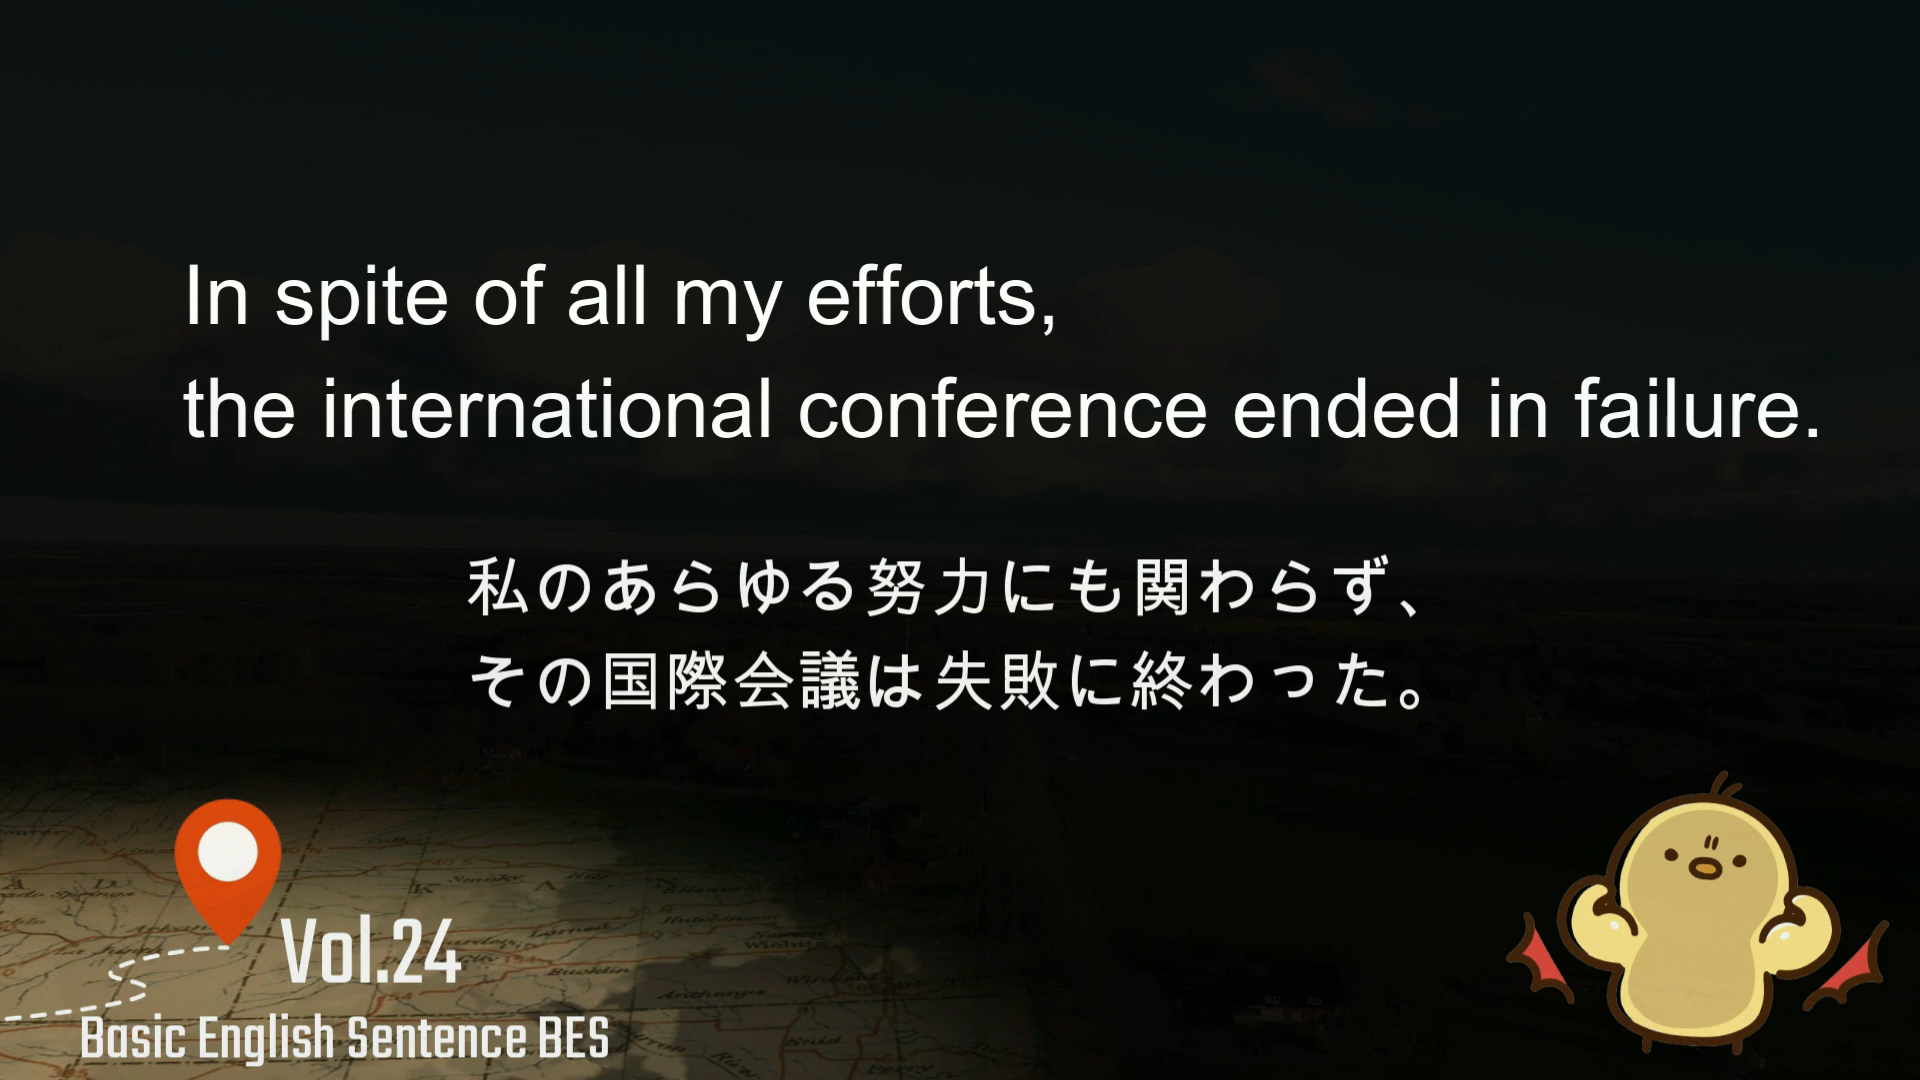 In spite of all my efforts,
the international conference ended in failure.
私のあらゆる努力にも関わらず、
その国際会議は失敗に終わった。
Vol.24
Basic English Sentence BES